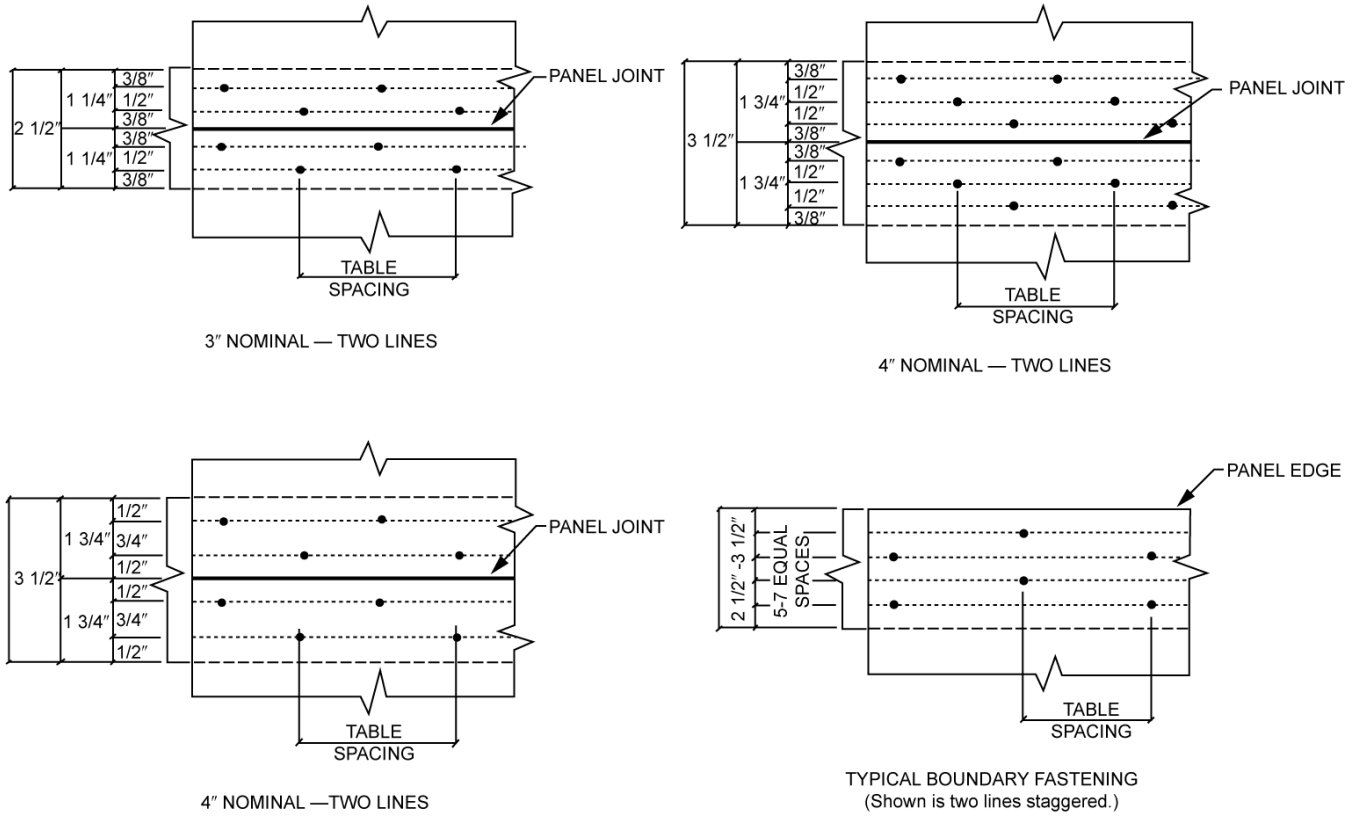 2 1/2″
1 1/4″
1 1/4″
3/8″
1/2″
3/8″
3/8″
1/2″
3/8″
PANEL JOINT
TABLE
SPACING
3″ NOMINAL — TWO LINES
3 1/2″
1 3/4″
1 3/4″
3/8″
1/2″
1/2″
3/8″
3/8″
1/2″
1/2″
3/8″
PANEL JOINT
TABLE
SPACING
4″ NOMINAL — TWO LINES
3 1/2″
1 3/4″
1 3/4″
1/2″
3/4″
1/2″
1/2″
3/4″
1/2″
PANEL JOINT
TABLE
SPACING
4″ NOMINAL —TWO LINES
2 1/2″ -3 1/2″
5-7 EQUAL
SPACES
PANEL EDGE
TABLE
SPACING
TYPICAL BOUNDARY FASTENING
(Shown is two lines staggered.)